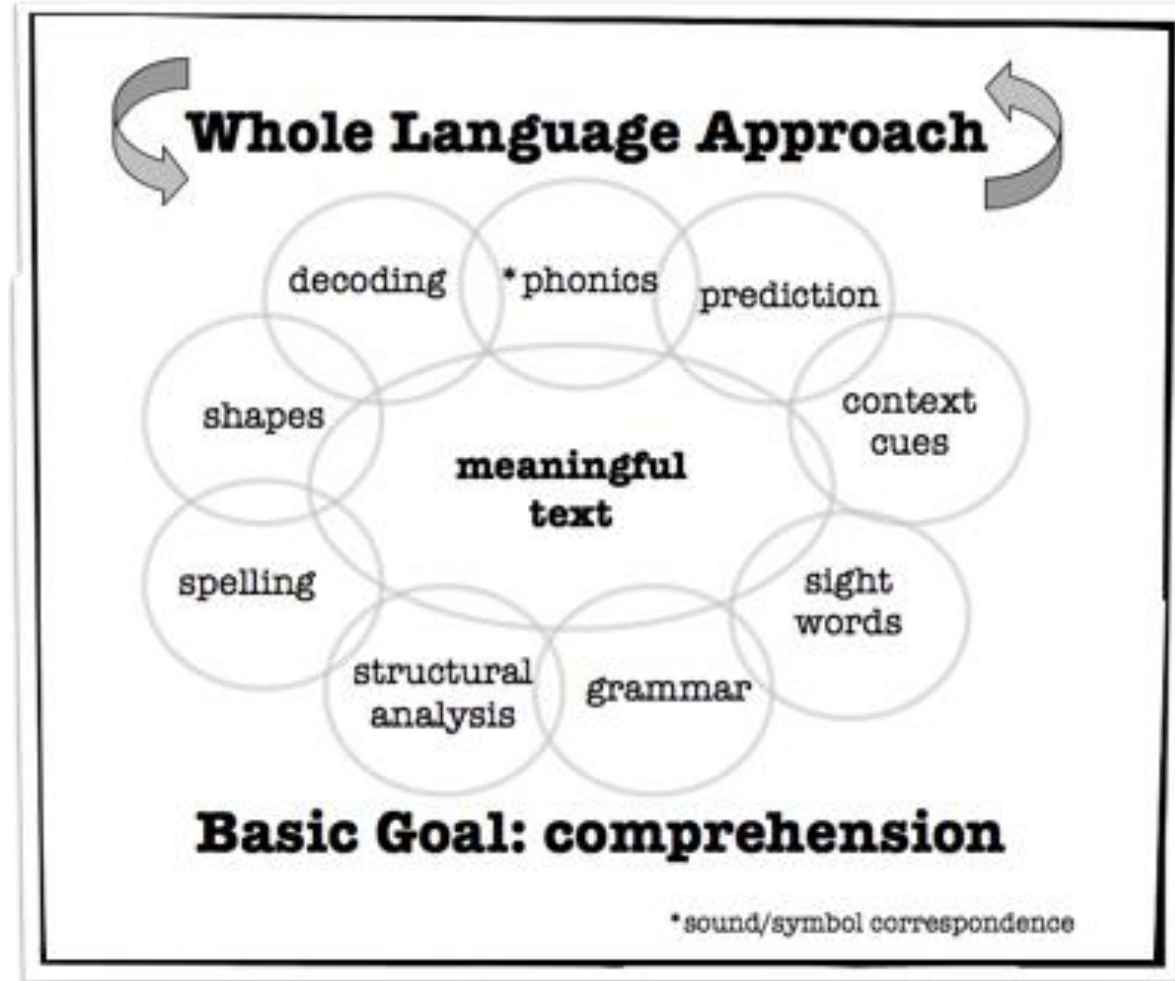 Whole Language Approach
decoding
*phonics
prediction
shapes
context
cues
meaningful
text
spelling
sight
words
structural
analysis
grammar
Basic Goal: comprehension
*sound/symbol correspondence